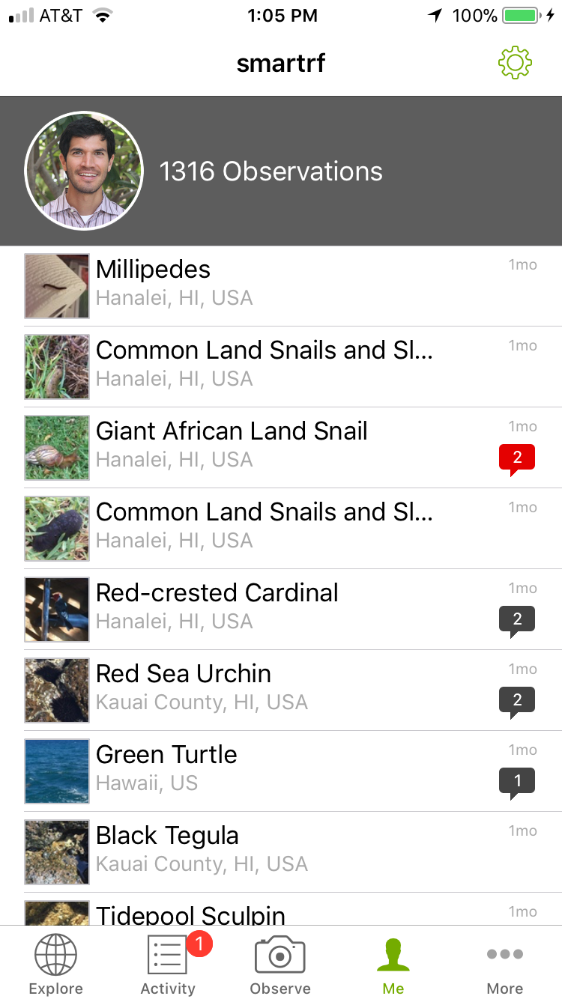 AT&T 1:05 PM 100%
smartrf
1316 Observations
Millipedes 1mo
Hanalei, HI, USA
Common Land Snails and Sl... 1mo
Hanalei, HI, USA
Giant African Land Snail 1mo
Hanalei, HI, USA 2
Common Land Snails and Sl... 1mo
Hanalei, HI, USA
Red-crested Cardinal 1mo
Hanalei, HI, USA 2
Red Sea Urchin 1mo
Kauai County, HI, USA 2
Green Turtle 1mo
Hawaii, US 1
Black Tegula 1mo
Kauai County, HI, USA
Tidepool Sculpin 1mo
1
Explore Activity Observe Me More